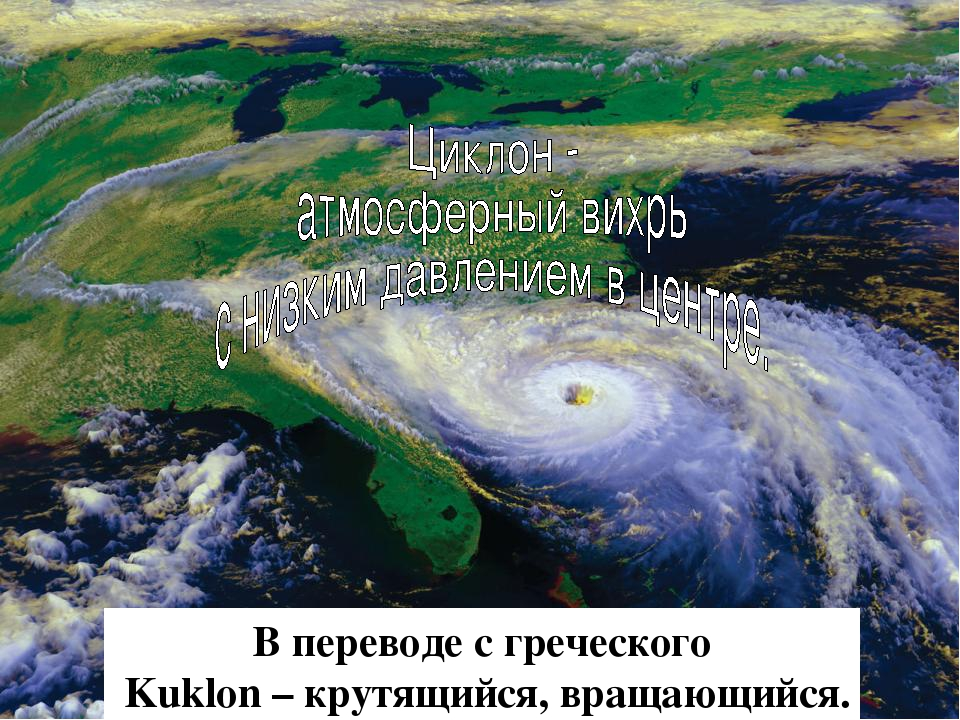 Циклон -
атмосферный вихрь
с низким давлением в центре.
В переводе с греческого
Kuklon – крутящийся, вращающийся.